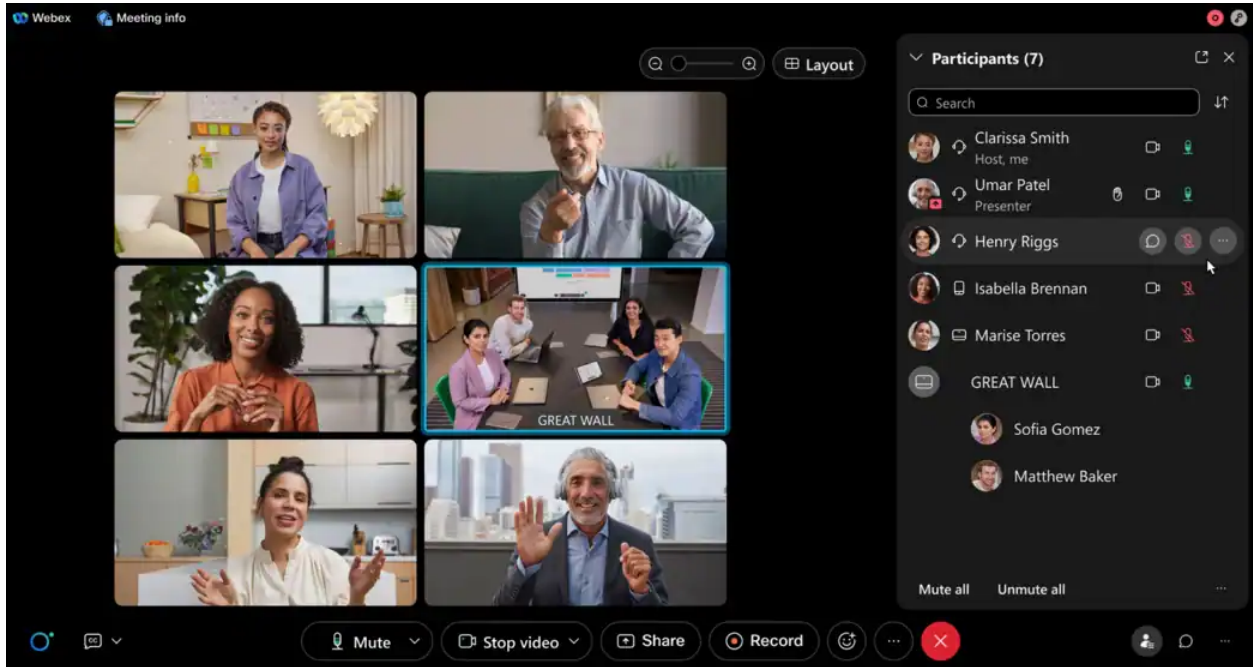 Webex
Meeting info
Layout
Participants (7)
Search
Clarissa Smith
Host, me
Umar Patel
Presenter
Henry Riggs
Isabella Brennan
Marise Torres
GREAT WALL
Sofia Gomez
Matthew Baker
GREAT WALL
Mute all
Unmute all
CC
Mute
Stop video
Share
Record